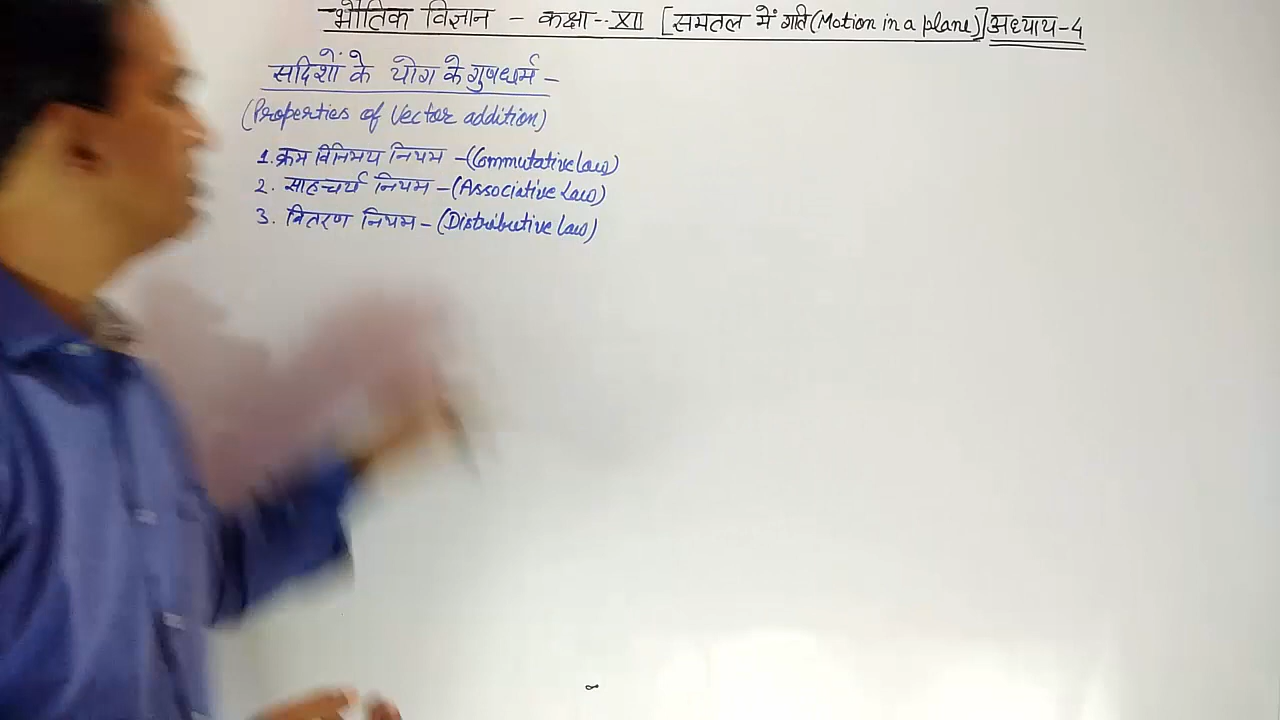 भौतिक विज्ञान - कक्षा - XII [समतल में गति (Motion in a plane)] अध्याय-4
सदिशों के योग के गुणधर्म -
(Properties of Vector addition)
1. क्रम विनिमय नियम - (Commutative law)
2. साहचर्य नियम - (Associative Law)
3. वितरण नियम - (Distributive law)